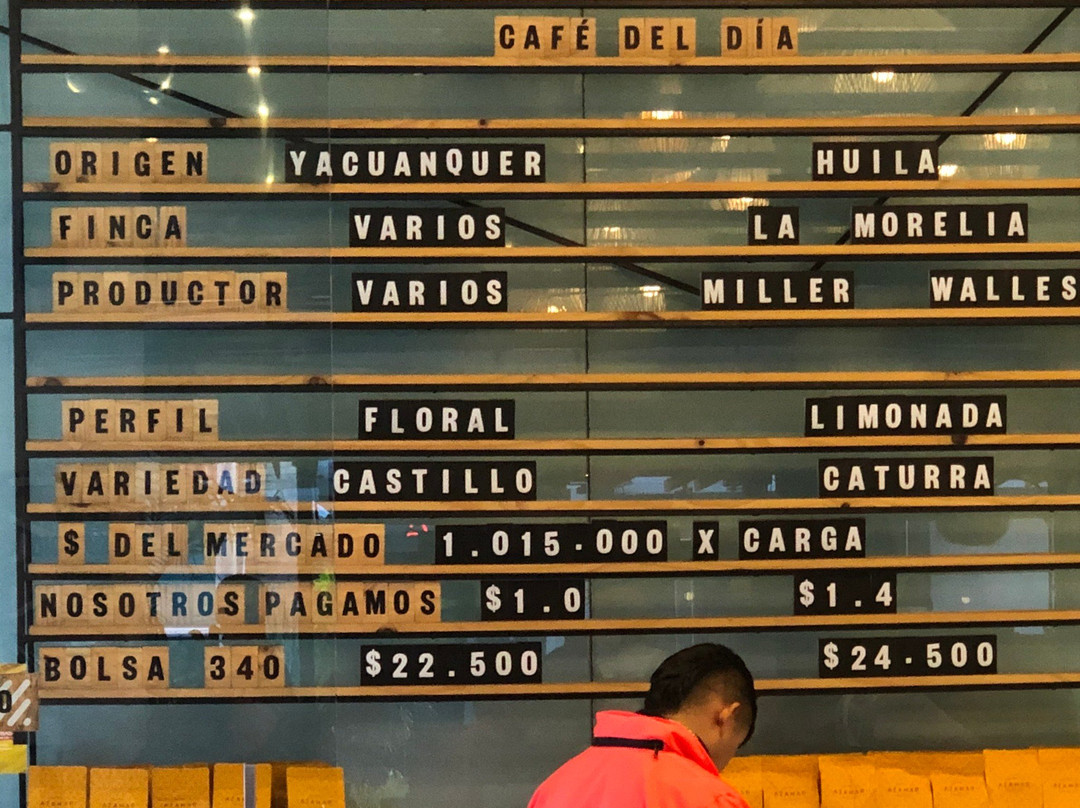 CAFÉ DEL DÍA
ORIGEN YACUANQUER HUILA
FINCA VARIOS LA MORELIA
PRODUCTOR VARIOS MILLER WALLES
PERFIL FLORAL LIMONADA
VARIEDAD CASTILLO CATURRA
$ DEL MERCADO 1.015.000 X CARGA
NOSOTROS PAGAMOS $1.0 $1.4
BOLSA 340 $22.500 $24.500